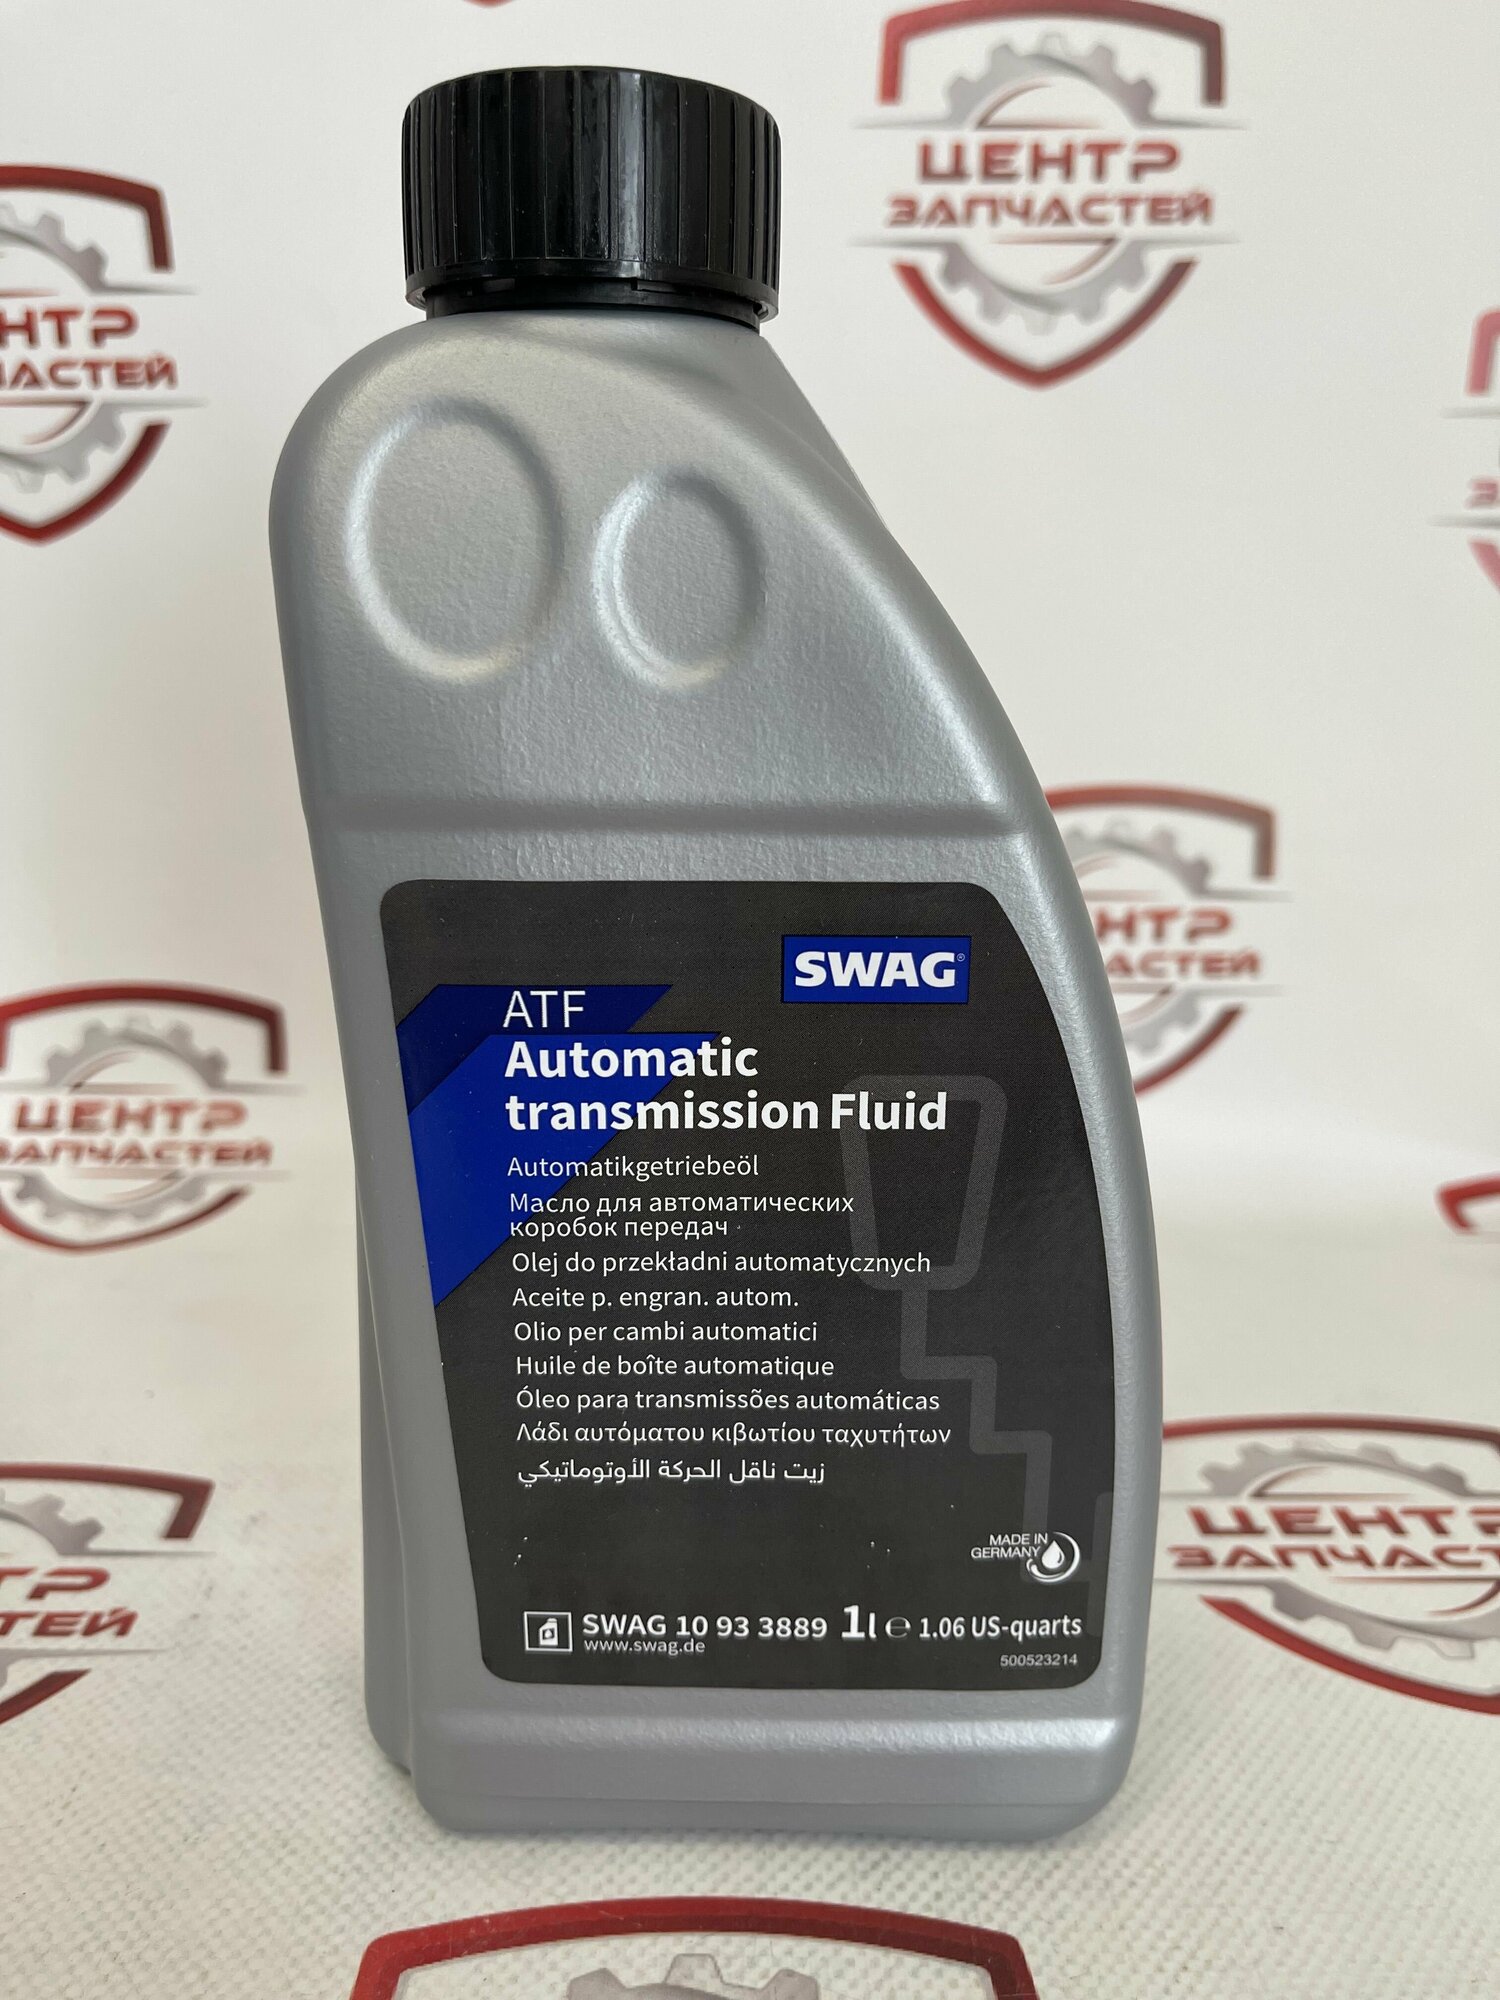 ЦЕНТР
ЗАПЧАСТЕЙ
SWAG®
ATF
Automatic
transmission Fluid
Automatikgetriebeöl
Масло для автоматических
коробок передач
Olej do przekładni automatycznych
Aceite p. engran. autom.
Olio per cambi automatici
Huile de boîte automatique
Óleo para transmissões automáticas
Λάδι αυτόματου κιβωτίου ταχυτήτων
زيت ناقل الحركة الأوتوماتيكي
MADE IN
GERMANY
SWAG 10 93 3889 1l ℮ 1.06 US-quarts
www.swag.de
500523214
ЦЕНТР
ЗАПЧАСТЕЙ